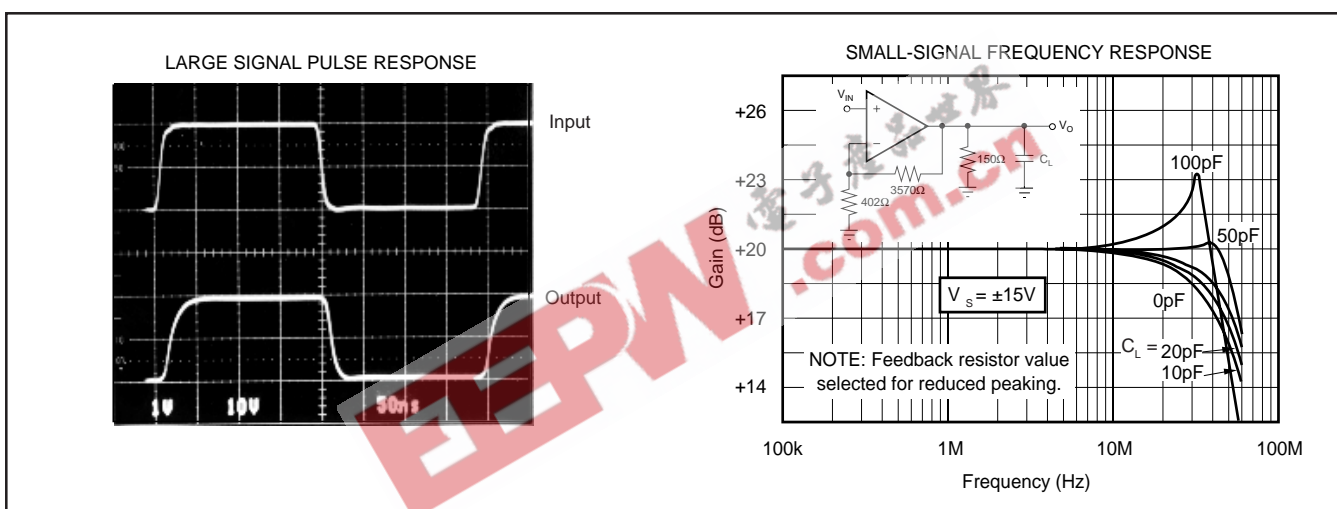 LARGE SIGNAL PULSE RESPONSE
Input
Output
1V 10V 50ns
SMALL-SIGNAL FREQUENCY RESPONSE
+26
+23
+20
+17
+14
Gain (dB)
VIN
+
−
VO
150Ω
CL
3570Ω
402Ω
100pF
50pF
0pF
CL = 20pF
10pF
VS = ±15V
NOTE: Feedback resistor value
selected for reduced peaking.
100k 1M 10M 100M
Frequency (Hz)
電子產品世界
EEPW
.com.cn